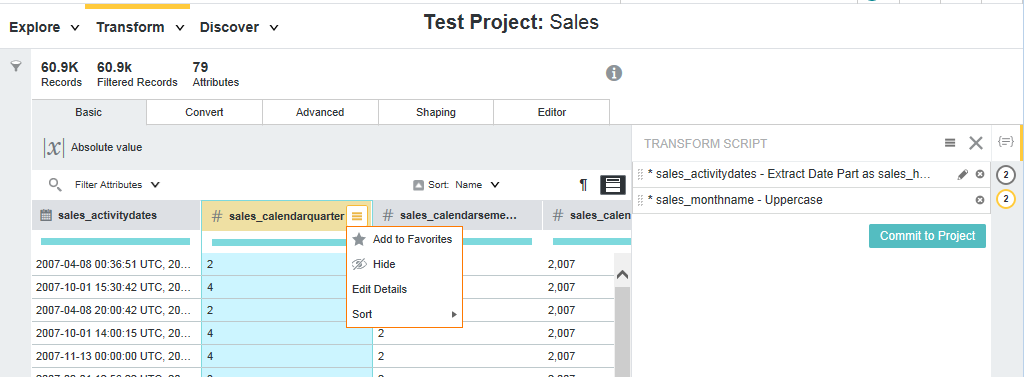 Test Project: Sales
Explore Transform Discover
60.9K 60.9k 79
Records Filtered Records Attributes
Basic Convert Advanced Shaping Editor
|x| Absolute value
TRANSFORM SCRIPT
* sales_activitydates - Extract Date Part as sales_h...
2
* sales_monthname - Uppercase
2
Commit to Project
Filter Attributes Sort: Name ¶
sales_activitydates # sales_calendarquarter # sales_calendarseme... # sales_calen
Add to Favorites
Hide
Edit Details
Sort
2007-04-08 00:36:51 UTC, 20... 2 2,007
2007-10-01 15:30:42 UTC, 20... 4 2,007
2007-04-08 20:00:42 UTC, 20... 2 2,007
2007-10-01 14:00:15 UTC, 20... 4 2 2,007
2007-11-13 00:00:00 UTC, 20... 4 2 2,007